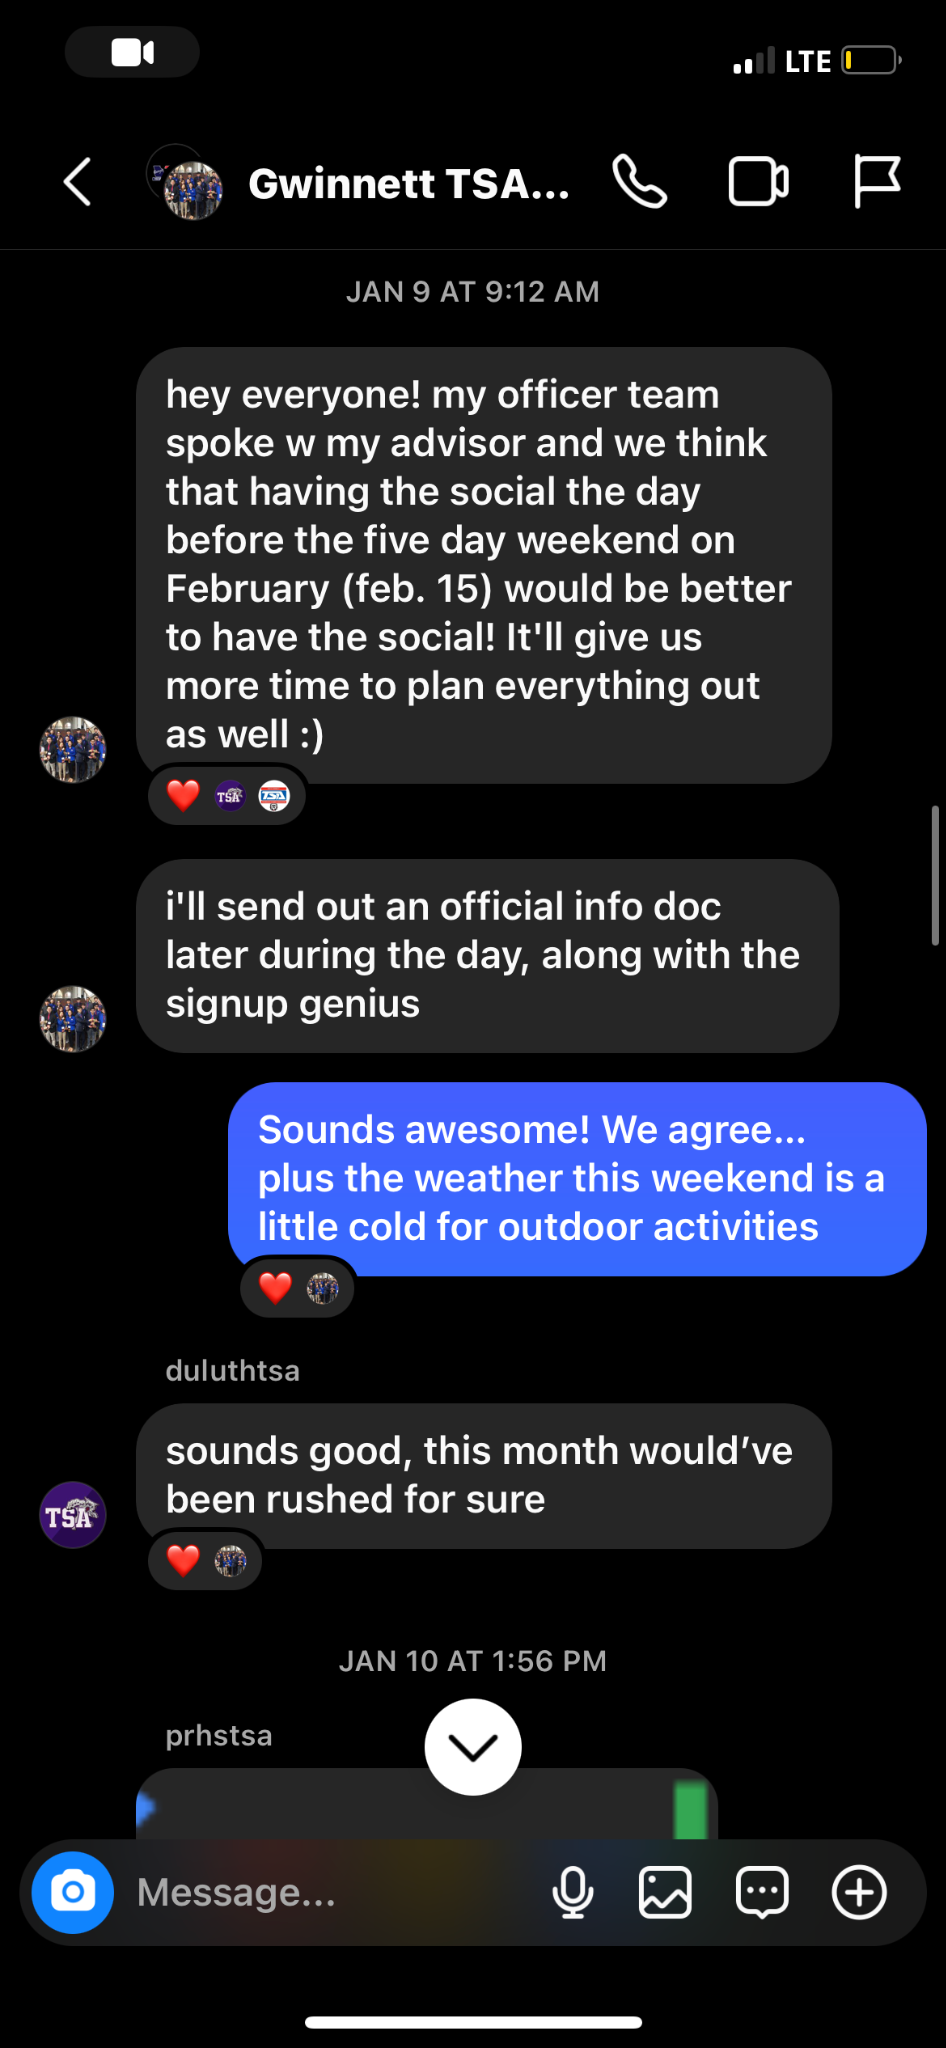 LTE
Gwinnett TSA...
JAN 9 AT 9:12 AM
hey everyone! my officer team
spoke w my advisor and we think
that having the social the day
before the five day weekend on
February (feb. 15) would be better
to have the social! It'll give us
more time to plan everything out
as well :)
TSA
TSA
i'll send out an official info doc
later during the day, along with the
signup genius
Sounds awesome! We agree...
plus the weather this weekend is a
little cold for outdoor activities
duluthtsa
sounds good, this month would’ve
been rushed for sure
TSA
JAN 10 AT 1:56 PM
prhstsa
Message...